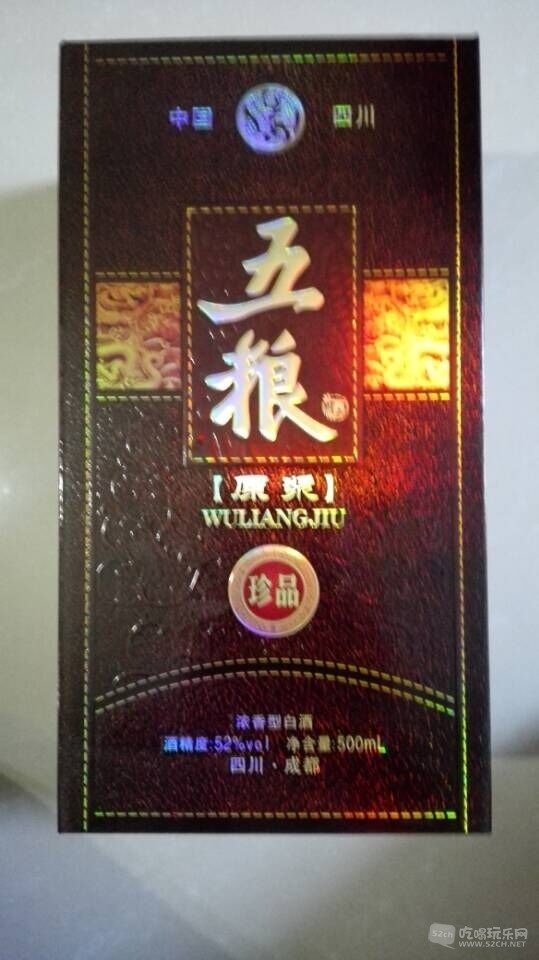 中国 四川
五粮
【原浆】
WULIANGJIU
珍品
浓香型白酒
酒精度:52%vol 净含量:500mL
四川·成都
52ch 吃喝玩乐网
WWW.52CH.NET